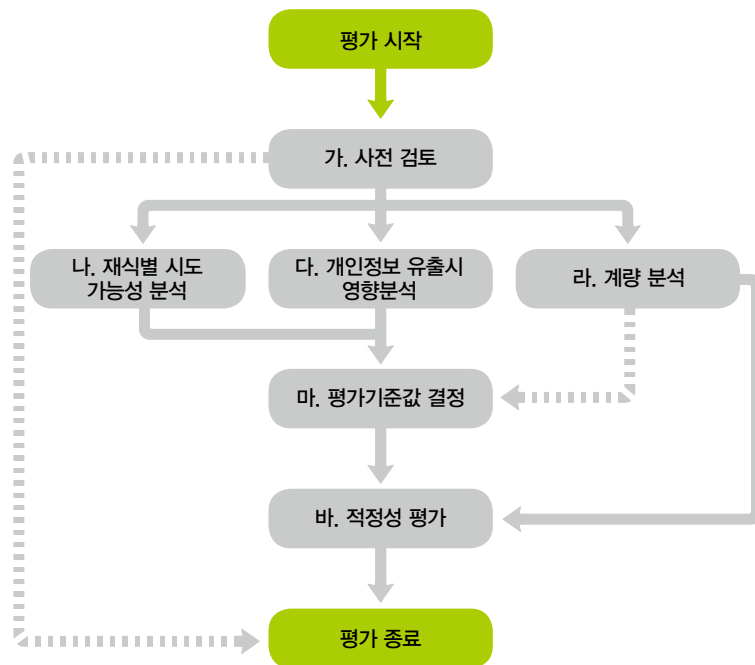 평가 시작
가. 사전 검토
나. 재식별 시도
가능성 분석
다. 개인정보 유출시
영향분석
라. 계량 분석
마. 평가기준값 결정
바. 적정성 평가
평가 종료